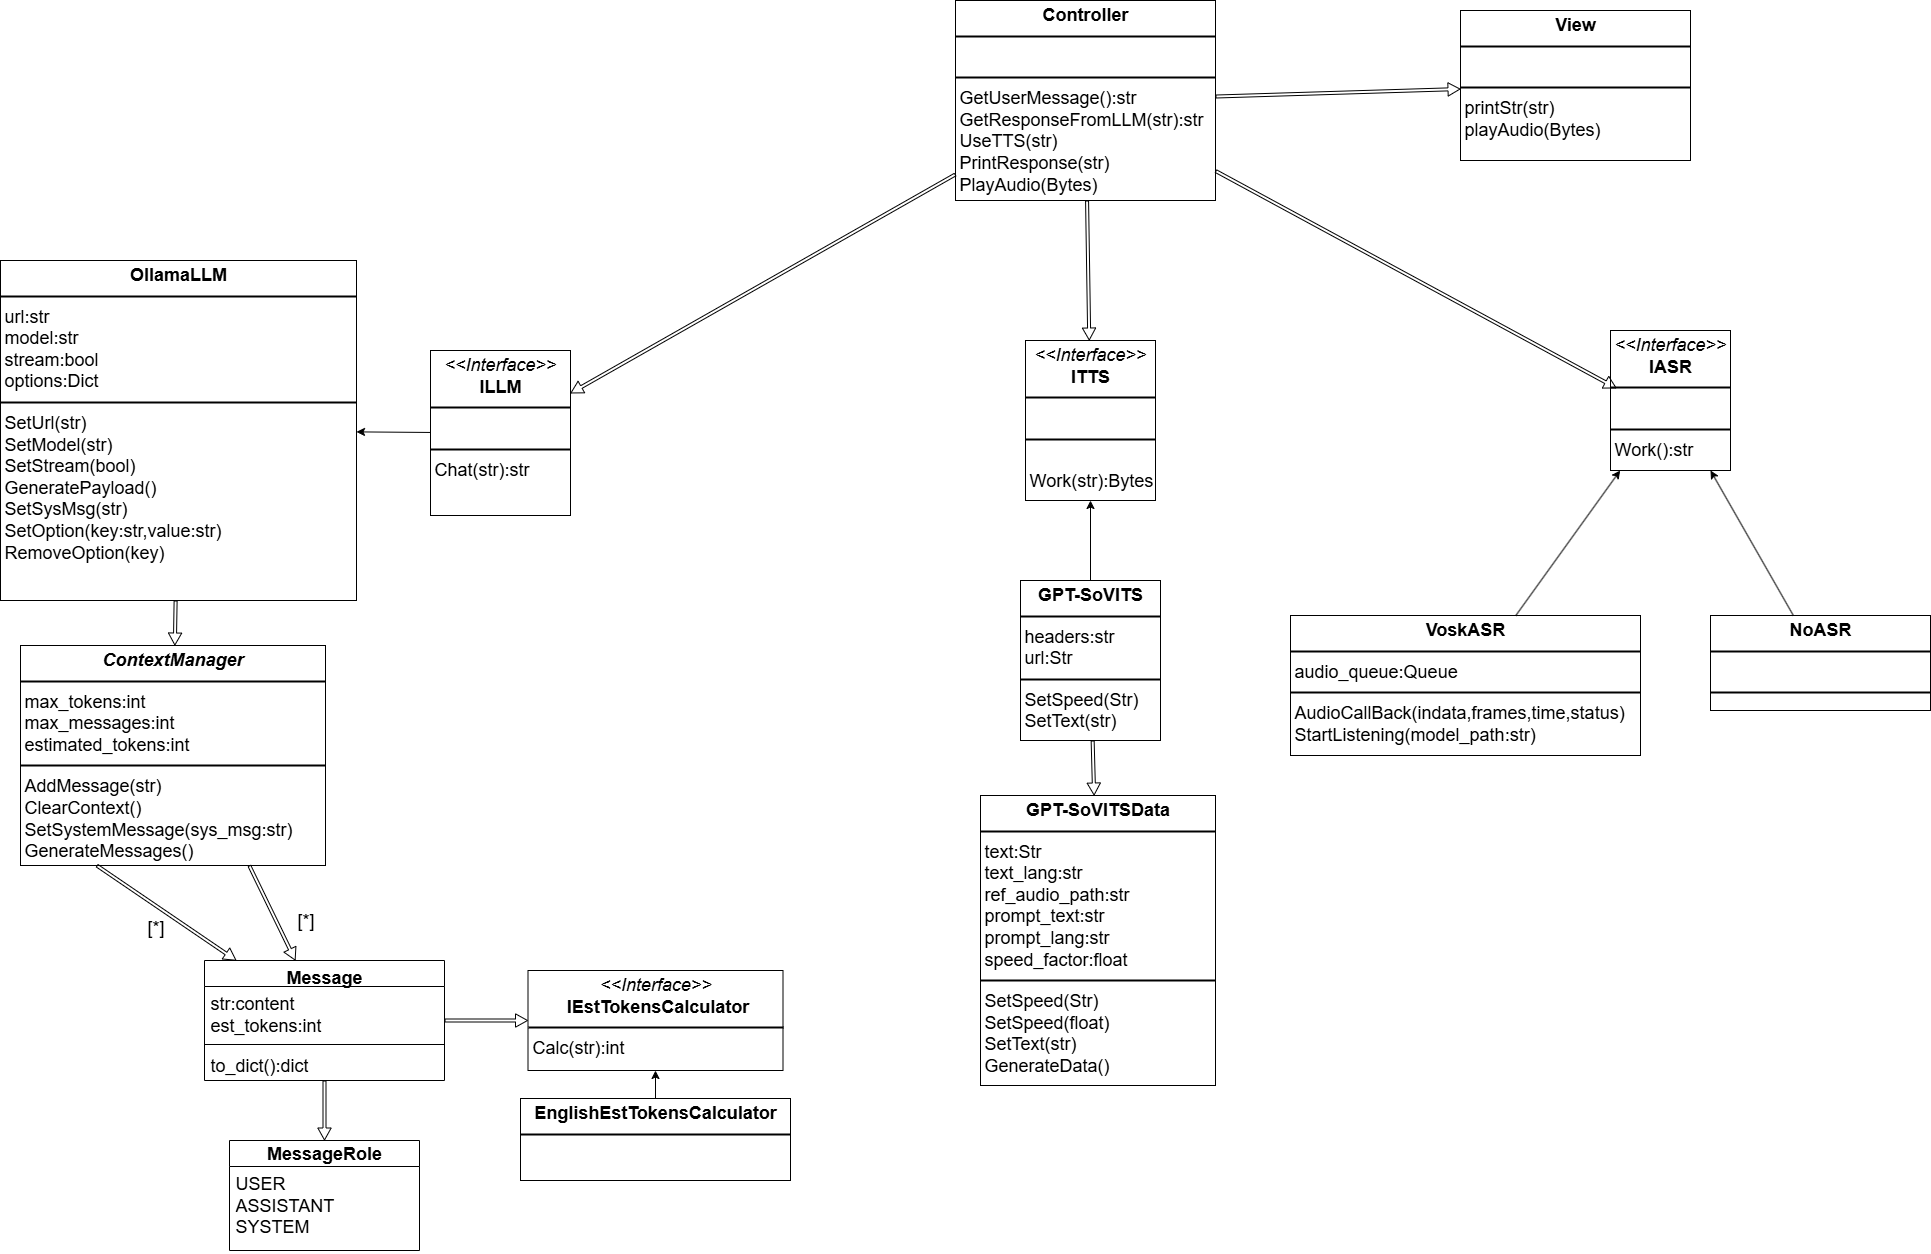 Controller
GetUserMessage():str
GetResponseFromLLM(str):str
UseTTS(str)
PrintResponse(str)
PlayAudio(Bytes)
View
printStr(str)
playAudio(Bytes)
OllamaLLM
url:str
model:str
stream:bool
options:Dict
SetUrl(str)
SetModel(str)
SetStream(bool)
GeneratePayload()
SetSysMsg(str)
SetOption(key:str,value:str)
RemoveOption(key)
<<Interface>>
ILLM
Chat(str):str
<<Interface>>
ITTS
Work(str):Bytes
<<Interface>>
IASR
Work():str
ContextManager
max_tokens:int
max_messages:int
estimated_tokens:int
AddMessage(str)
ClearContext()
SetSystemMessage(sys_msg:str)
GenerateMessages()
GPT-SoVITS
headers:str
url:Str
SetSpeed(Str)
SetText(str)
VoskASR
audio_queue:Queue
AudioCallBack(indata,frames,time,status)
StartListening(model_path:str)
NoASR
GPT-SoVITSData
text:Str
text_lang:str
ref_audio_path:str
prompt_text:str
prompt_lang:str
speed_factor:float
SetSpeed(Str)
SetSpeed(float)
SetText(str)
GenerateData()
[*]
[*]
Message
str:content
est_tokens:int
to_dict():dict
<<Interface>>
IEstTokensCalculator
Calc(str):int
EnglishEstTokensCalculator
MessageRole
USER
ASSISTANT
SYSTEM